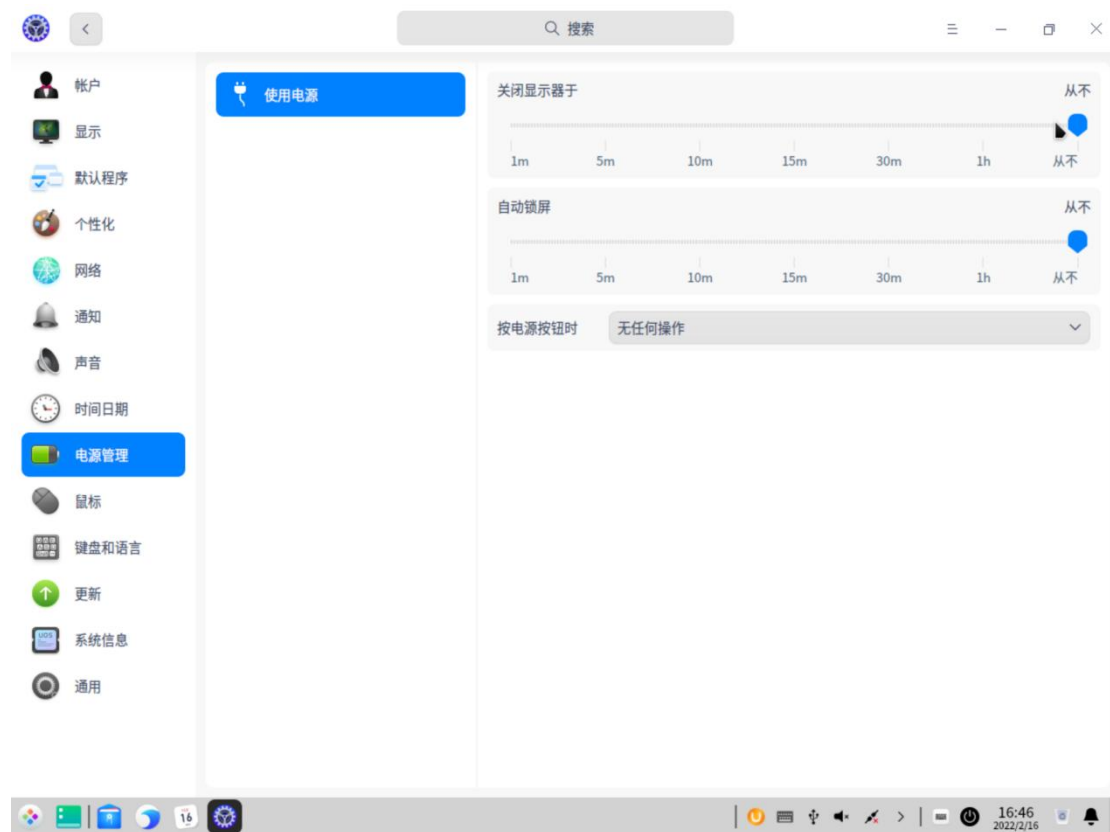 搜索
帐户
显示
默认程序
个性化
网络
通知
声音
时间日期
电源管理
鼠标
键盘和语言
更新
系统信息
通用
使用电源
关闭显示器于 从不
1m 5m 10m 15m 30m 1h 从不
自动锁屏 从不
1m 5m 10m 15m 30m 1h 从不
按电源按钮时 无任何操作
UOS
16
16:46
2022/2/16